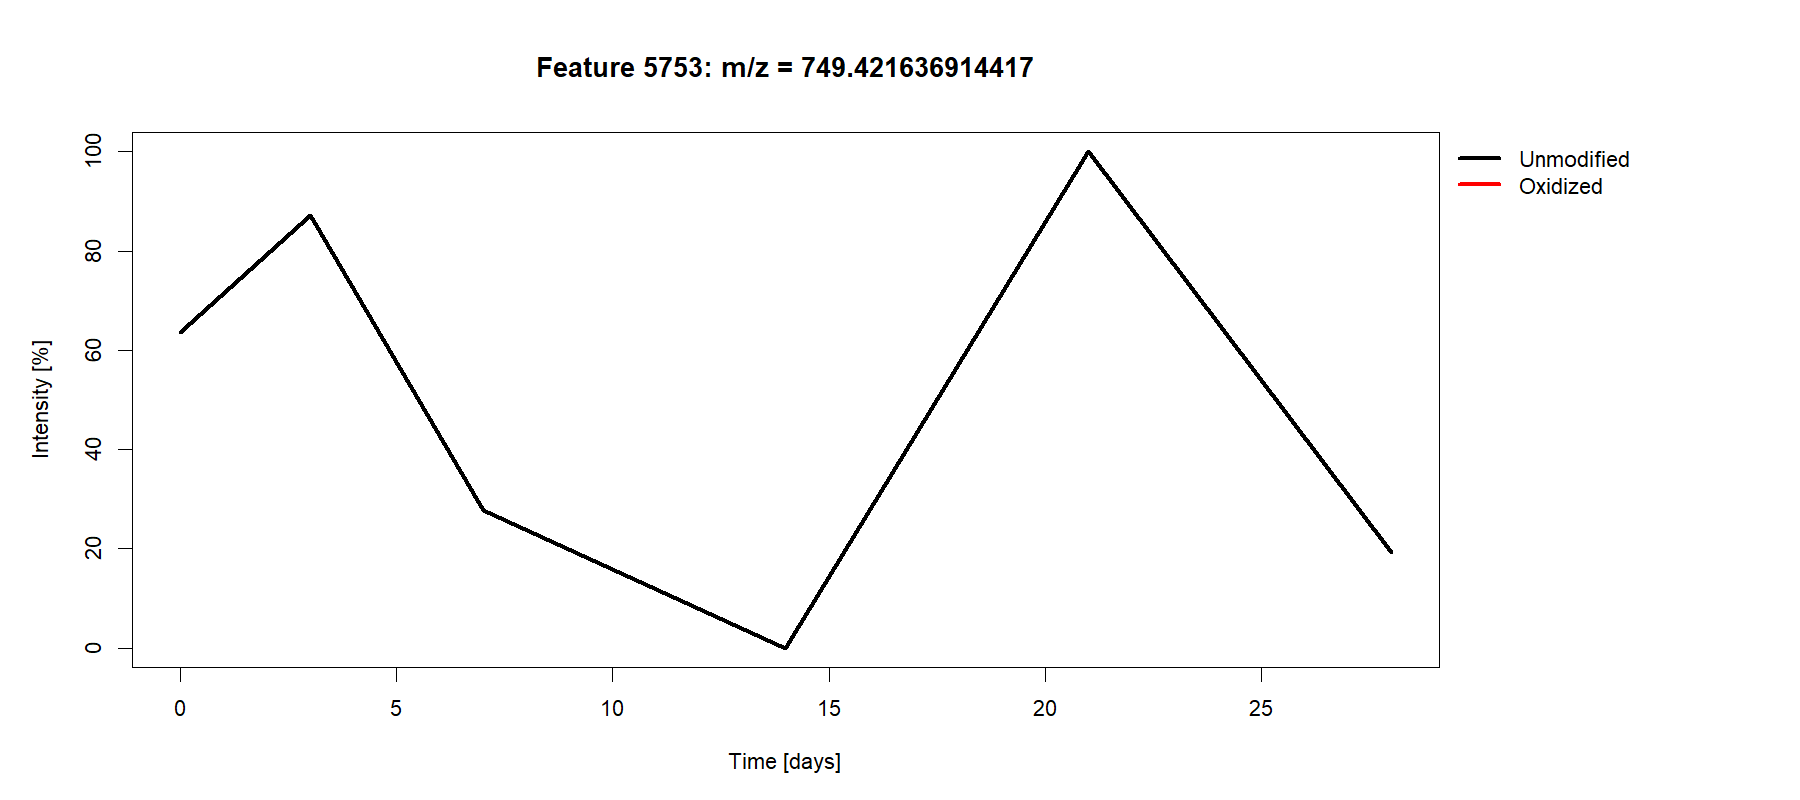 Feature 5753: m/z = 749.421636914417
Unmodified
Oxidized
Intensity [%]
100
80
60
40
20
0
0 5 10 15 20 25
Time [days]